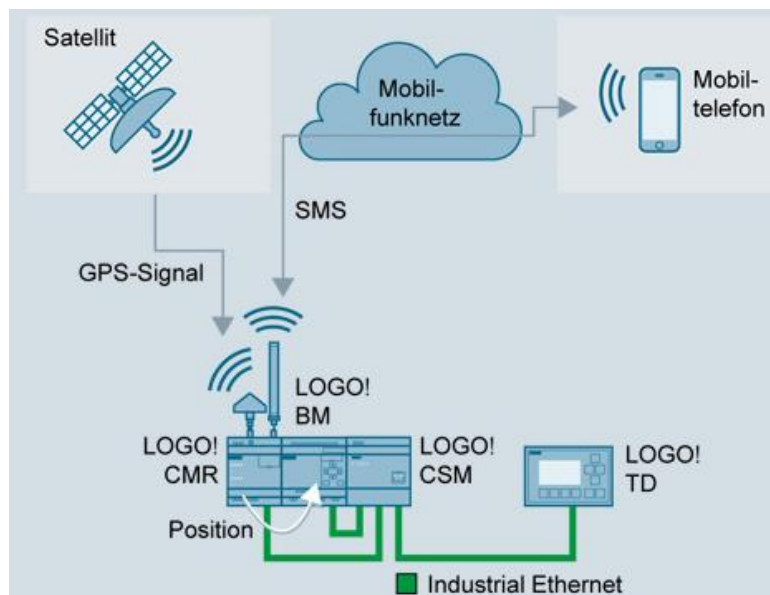 Satellit
Mobil-
funknetz
Mobil-
telefon
SMS
GPS-Signal
LOGO!
BM
LOGO!
CMR
LOGO!
CSM
LOGO!
TD
Position
Industrial Ethernet